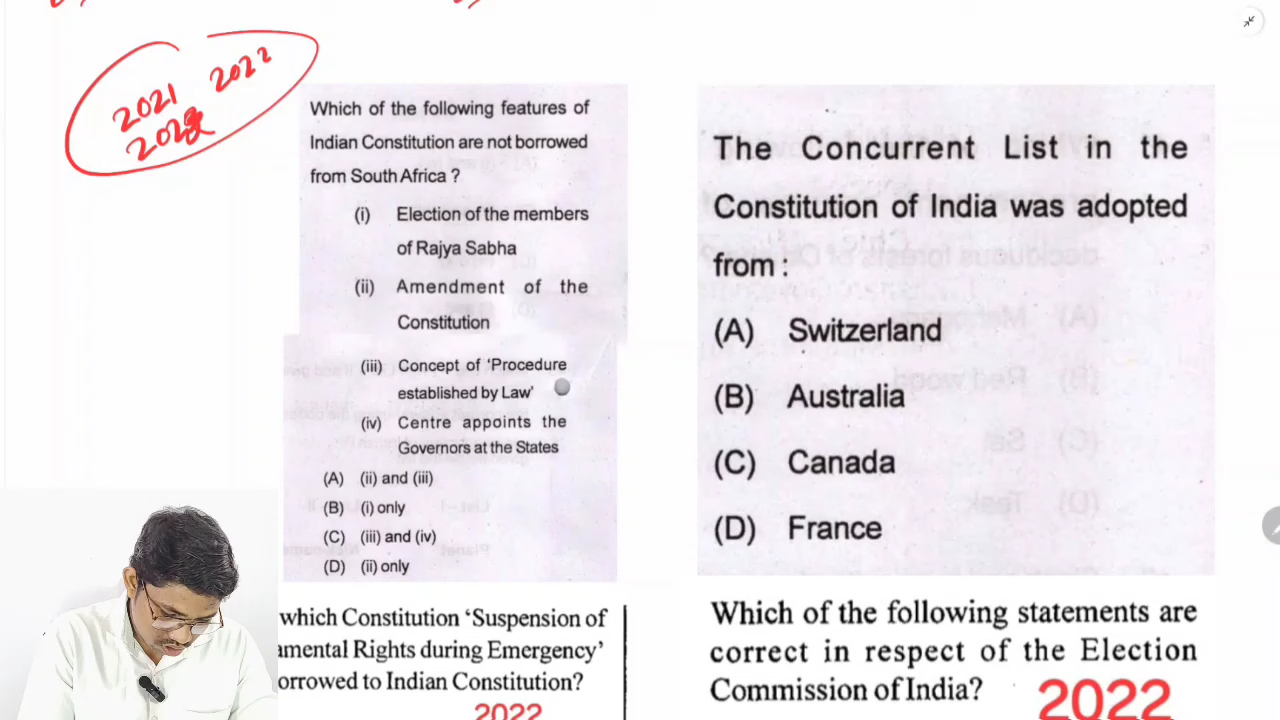 2021 2022
Which of the following features of
Indian Constitution are not borrowed
from South Africa ?
(i) Election of the members
of Rajya Sabha
(ii) Amendment of the
Constitution
(iii) Concept of 'Procedure
established by Law'
(iv) Centre appoints the
Governors at the States
(A) (ii) and (iii)
(B) (i) only
(C) (iii) and (iv)
(D) (ii) only
which Constitution 'Suspension of
amental Rights during Emergency'
orrowed to Indian Constitution?
2022
The Concurrent List in the
Constitution of India was adopted
from :
(A) Switzerland
(B) Australia
(C) Canada
(D) France
Which of the following statements are
correct in respect of the Election
Commission of India?
2022